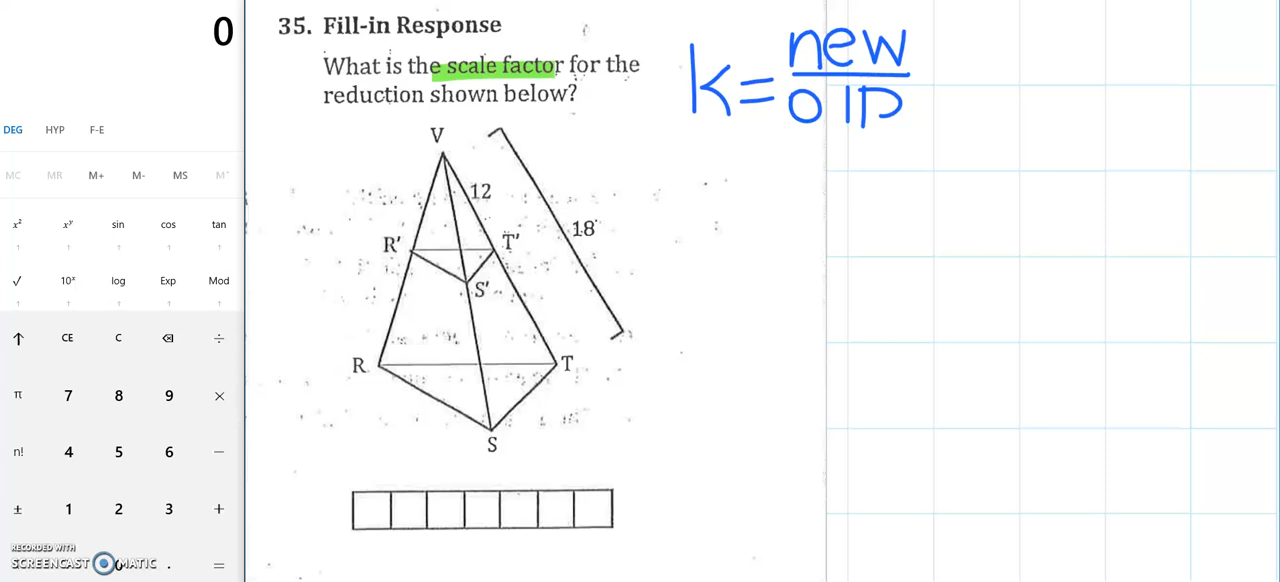 0
DEG HYP F-E
MC MR M+ M- MS M˅
x² xʸ sin cos tan
√ 10ˣ log Exp Mod
↑ CE C ⌫ ÷
π 7 8 9 ×
n! 4 5 6 −
± 1 2 3 +
0 . =
RECORDED WITH
SCREENCAST MATIC
35. Fill-in Response
What is the scale factor for the
reduction shown below?
V
12
18
R' T'
S'
R T
S
k = new
old